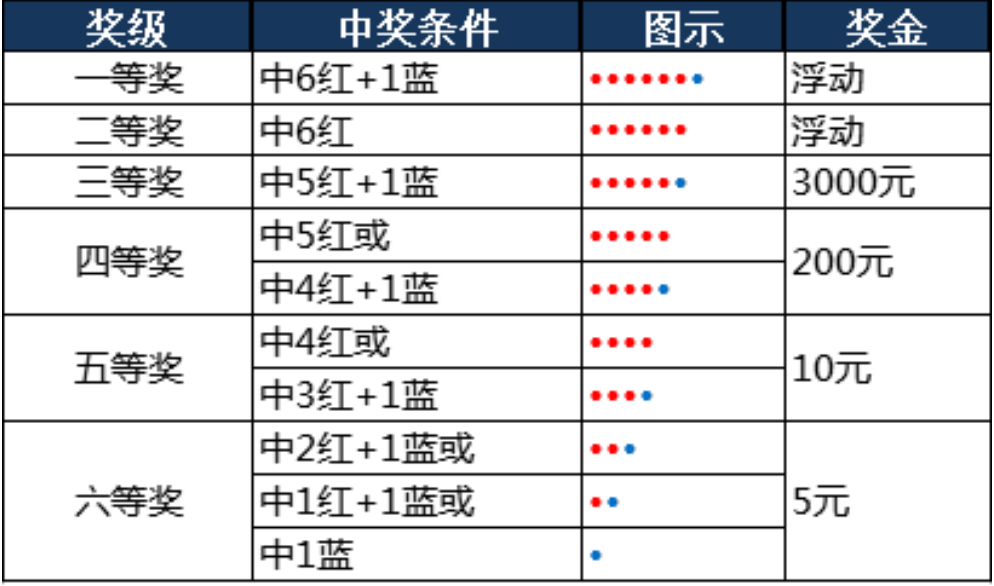 奖级 中奖条件 图示 奖金
一等奖 中6红+1蓝 浮动
二等奖 中6红 浮动
三等奖 中5红+1蓝 3000元
四等奖 中5红或 200元
中4红+1蓝
五等奖 中4红或 10元
中3红+1蓝
六等奖 中2红+1蓝或 5元
中1红+1蓝或
中1蓝